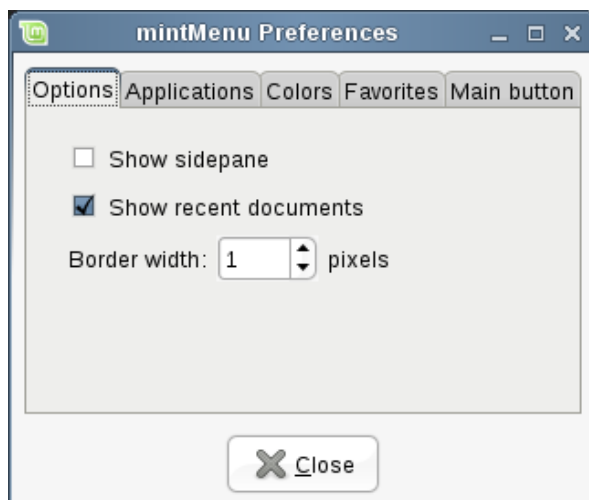 mintMenu Preferences
Options Applications Colors Favorites Main button
Show sidepane
Show recent documents
Border width: 1 pixels
Close